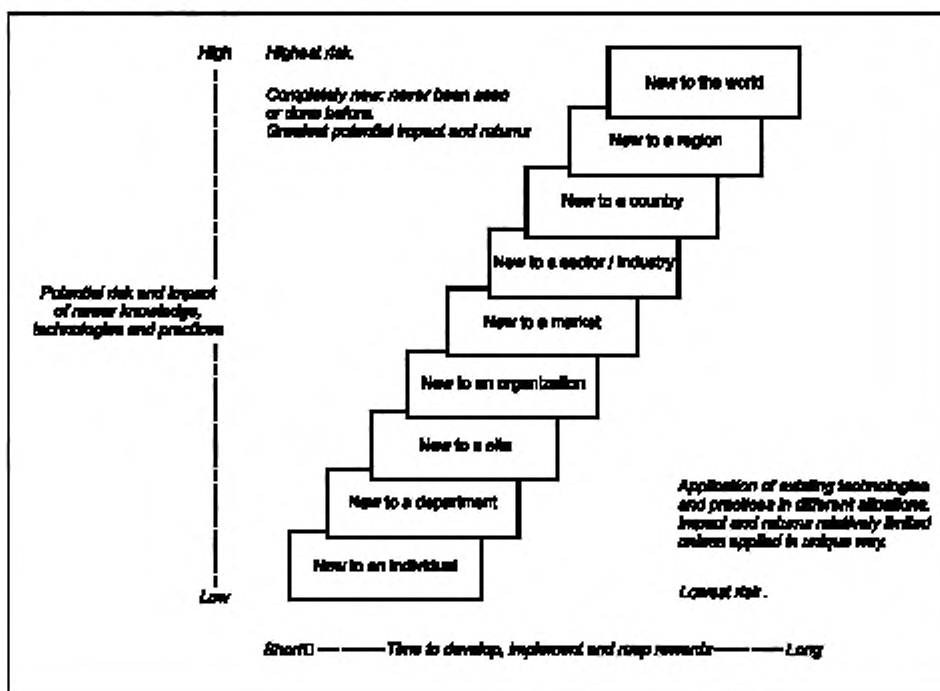 High
Highest risk.
Completely new: never been seen
or done before.
Greatest potential impact and returns
New to the world
New to a region
New to a country
New to a sector / industry
Potential risk and impact
of newer knowledge,
technologies and practices
New to a market
New to an organization
New to a site
New to a department
Application of existing technologies
and practices in different situations.
Impact and returns relatively limited
unless applied in unique way.
New to an individual
Low
Lowest risk.
Short Time to develop, implement and reap rewards Long